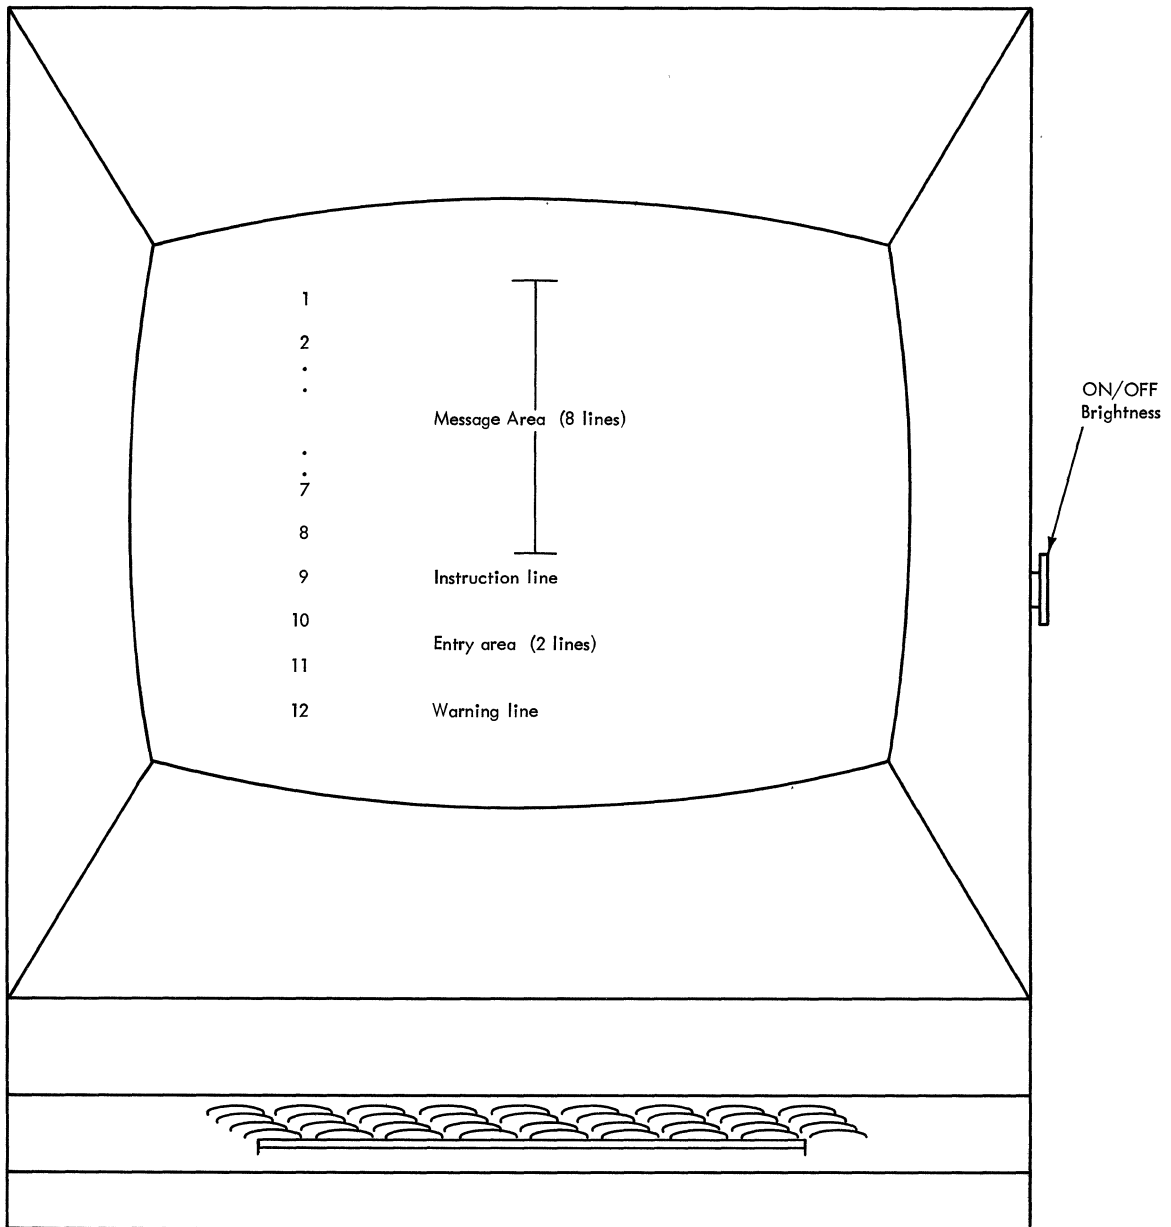 1
2
.
.
Message Area (8 lines)
.
.
7
8
9 Instruction line
10
Entry area (2 lines)
11
12 Warning line
ON/OFF
Brightness